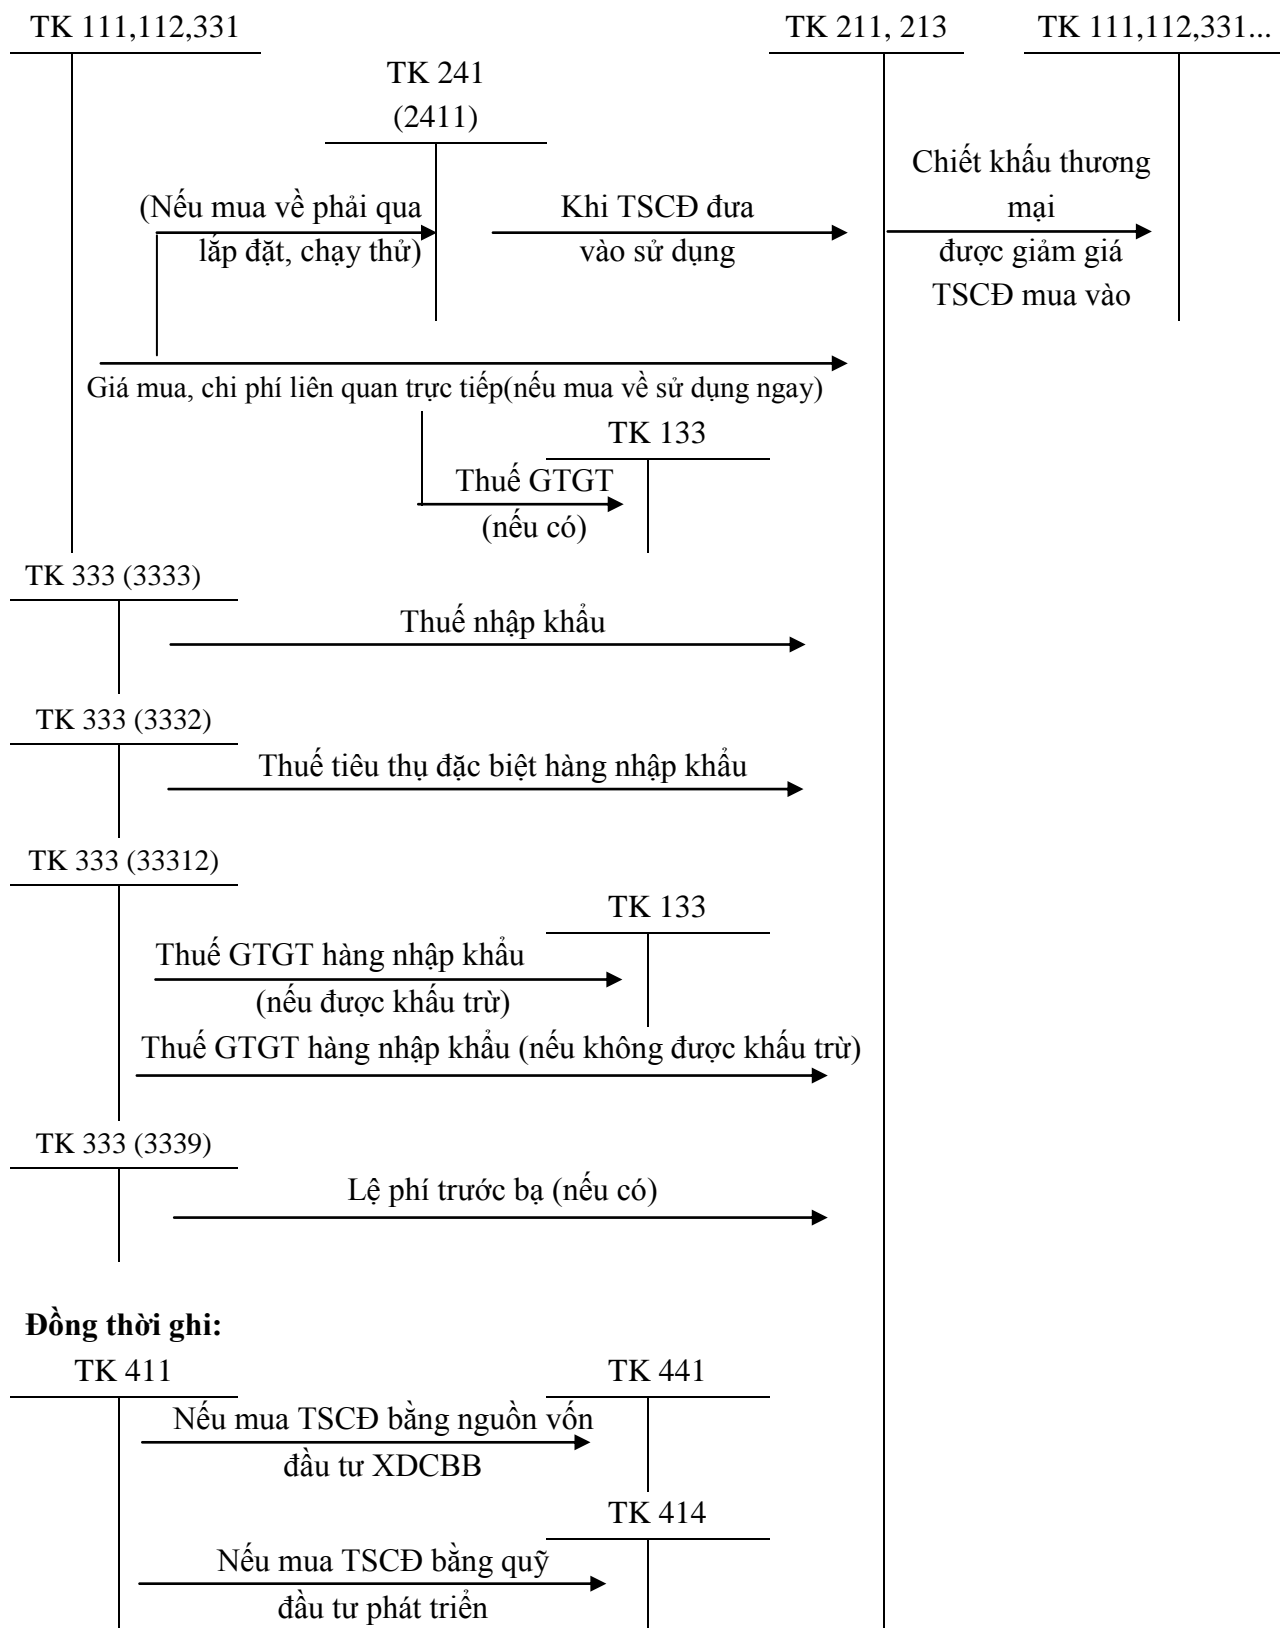 TK 111,112,331
TK 211, 213
TK 111,112,331...
TK 241
(2411)
(Nếu mua về phải qua
lắp đặt, chạy thử)
Khi TSCĐ đưa
vào sử dụng
Chiết khấu thương
mại
được giảm giá
TSCĐ mua vào
Giá mua, chi phí liên quan trực tiếp(nếu mua về sử dụng ngay)
TK 133
Thuế GTGT
(nếu có)
TK 333 (3333)
Thuế nhập khẩu
TK 333 (3332)
Thuế tiêu thụ đặc biệt hàng nhập khẩu
TK 333 (33312)
TK 133
Thuế GTGT hàng nhập khẩu
(nếu được khấu trừ)
Thuế GTGT hàng nhập khẩu (nếu không được khấu trừ)
TK 333 (3339)
Lệ phí trước bạ (nếu có)
Đồng thời ghi:
TK 411
TK 441
Nếu mua TSCĐ bằng nguồn vốn
đầu tư XDCBB
TK 414
Nếu mua TSCĐ bằng quỹ
đầu tư phát triển